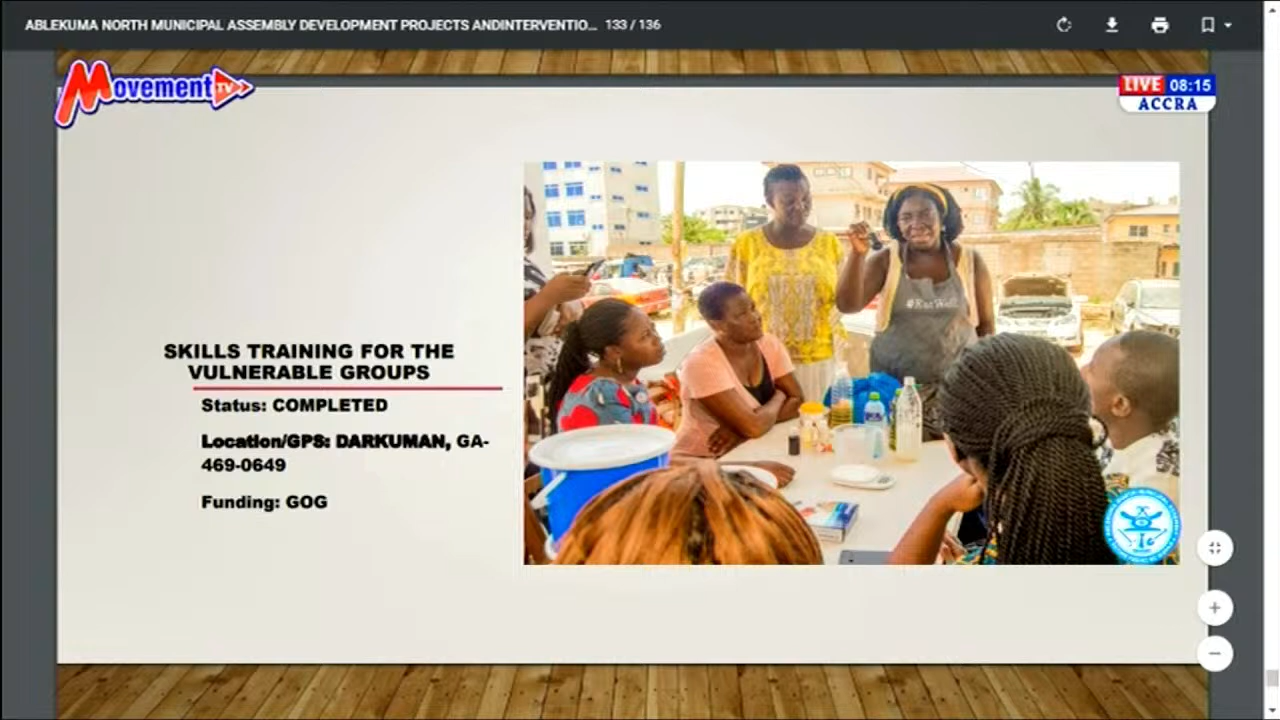 ABLEKUMA NORTH MUNICIPAL ASSEMBLY DEVELOPMENT PROJECTS ANDINTERVENTIO... 133 / 136
Movement TV
LIVE 08:15
ACCRA
#EatWell
SKILLS TRAINING FOR THE
VULNERABLE GROUPS
Status: COMPLETED
Location/GPS: DARKUMAN, GA-
469-0649
Funding: GOG